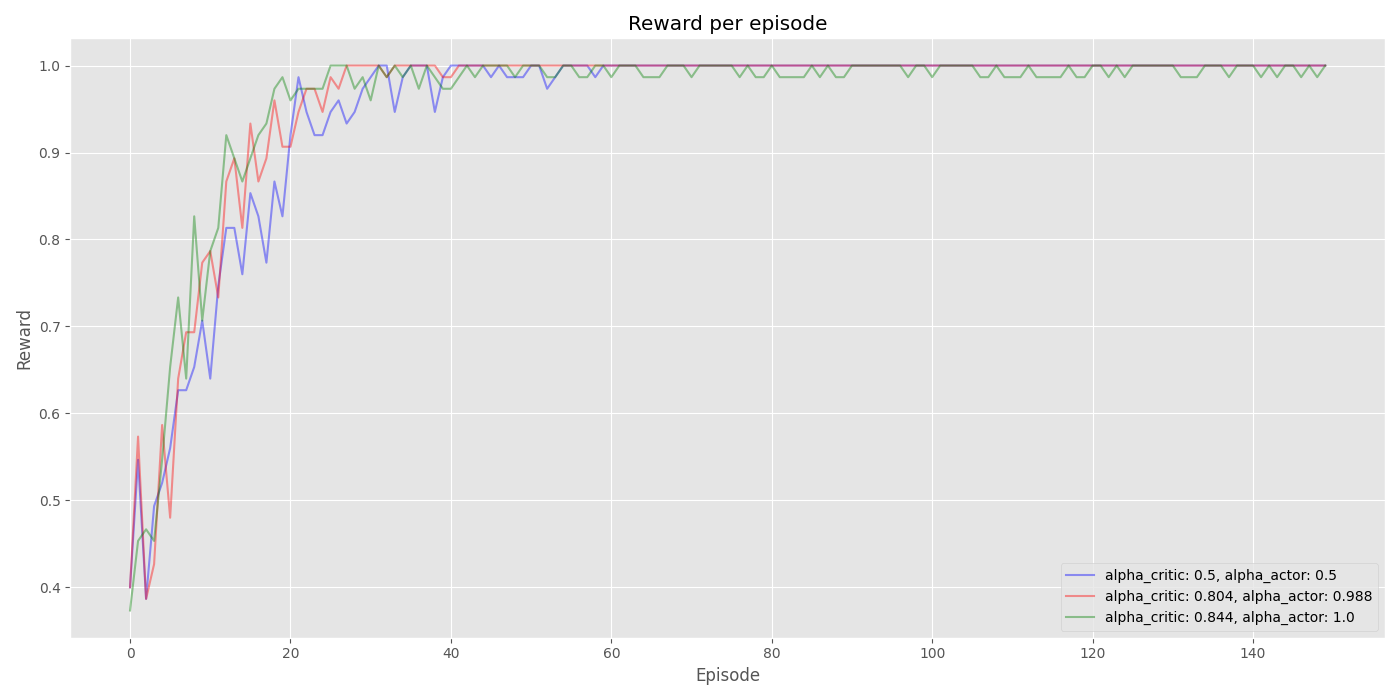 Reward per episode
1.0
0.9
0.8
0.7
0.6
0.5
0.4
Reward
0 20 40 60 80 100 120 140
Episode
alpha_critic: 0.5, alpha_actor: 0.5
alpha_critic: 0.804, alpha_actor: 0.988
alpha_critic: 0.844, alpha_actor: 1.0